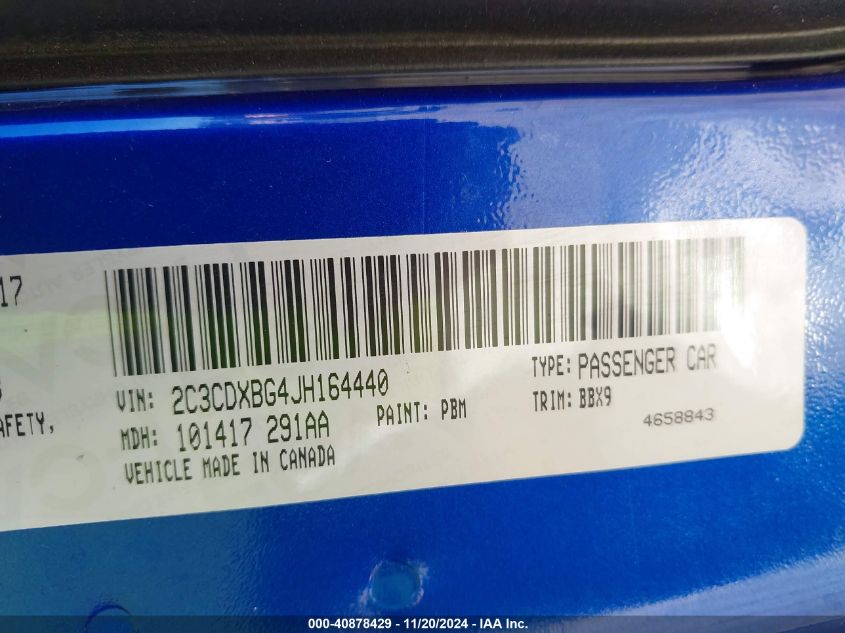 17
VIN: 2C3CDXBG4JH164440
TYPE: PASSENGER CAR
AFETY,
MDH: 101417 291AA
PAINT: PBM
TRIM: BBX9
VEHICLE MADE IN CANADA
4658843
000-40878429 - 11/20/2024 - IAA Inc.